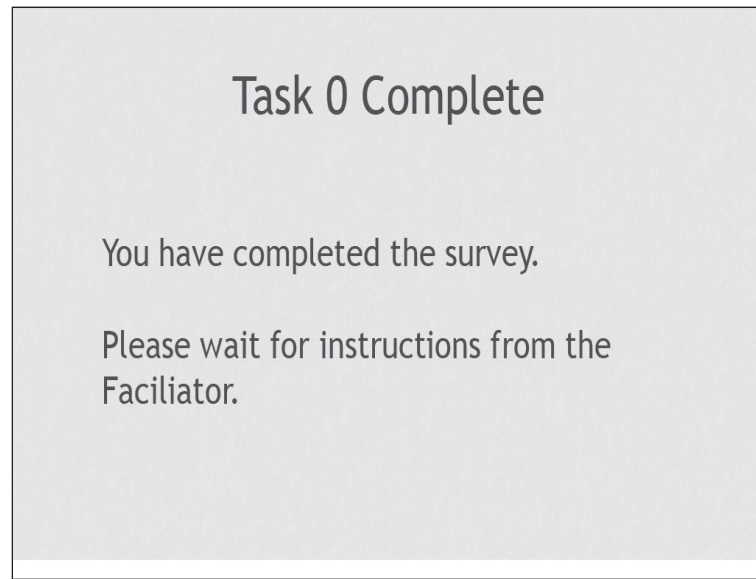 Task 0 Complete
You have completed the survey.
Please wait for instructions from the
Faciliator.